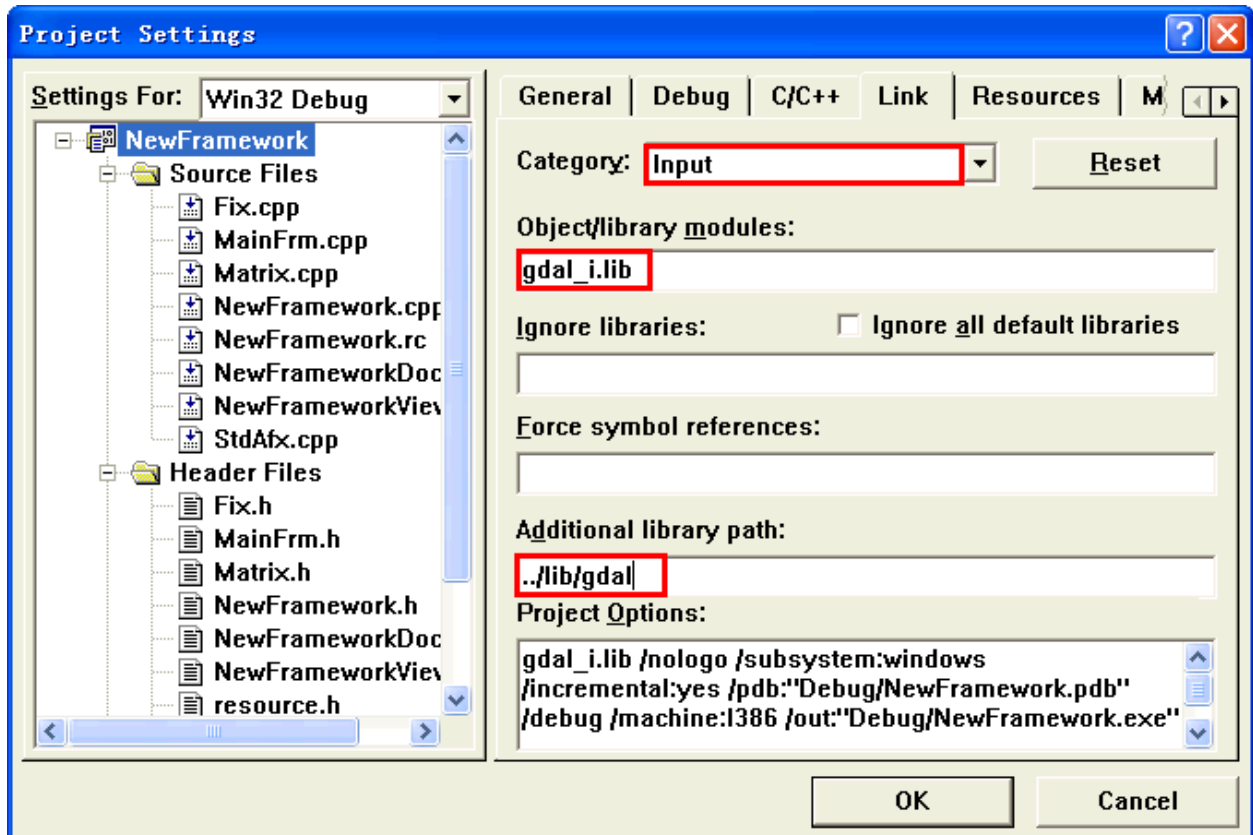 Project Settings
Settings For: Win32 Debug
NewFramework
Source Files
Fix.cpp
MainFrm.cpp
Matrix.cpp
NewFramework.cpp
NewFramework.rc
NewFrameworkDoc
NewFrameworkView
StdAfx.cpp
Header Files
Fix.h
MainFrm.h
Matrix.h
NewFramework.h
NewFrameworkDoc
NewFrameworkView
resource.h
General Debug C/C++ Link Resources M
Category: Input Reset
Object/library modules:
gdal_i.lib
Ignore libraries: Ignore all default libraries
Force symbol references:
Additional library path:
../lib/gdal
Project Options:
gdal_i.lib /nologo /subsystem:windows
/incremental:yes /pdb:"Debug/NewFramework.pdb"
/debug /machine:I386 /out:"Debug/NewFramework.exe"
OK Cancel